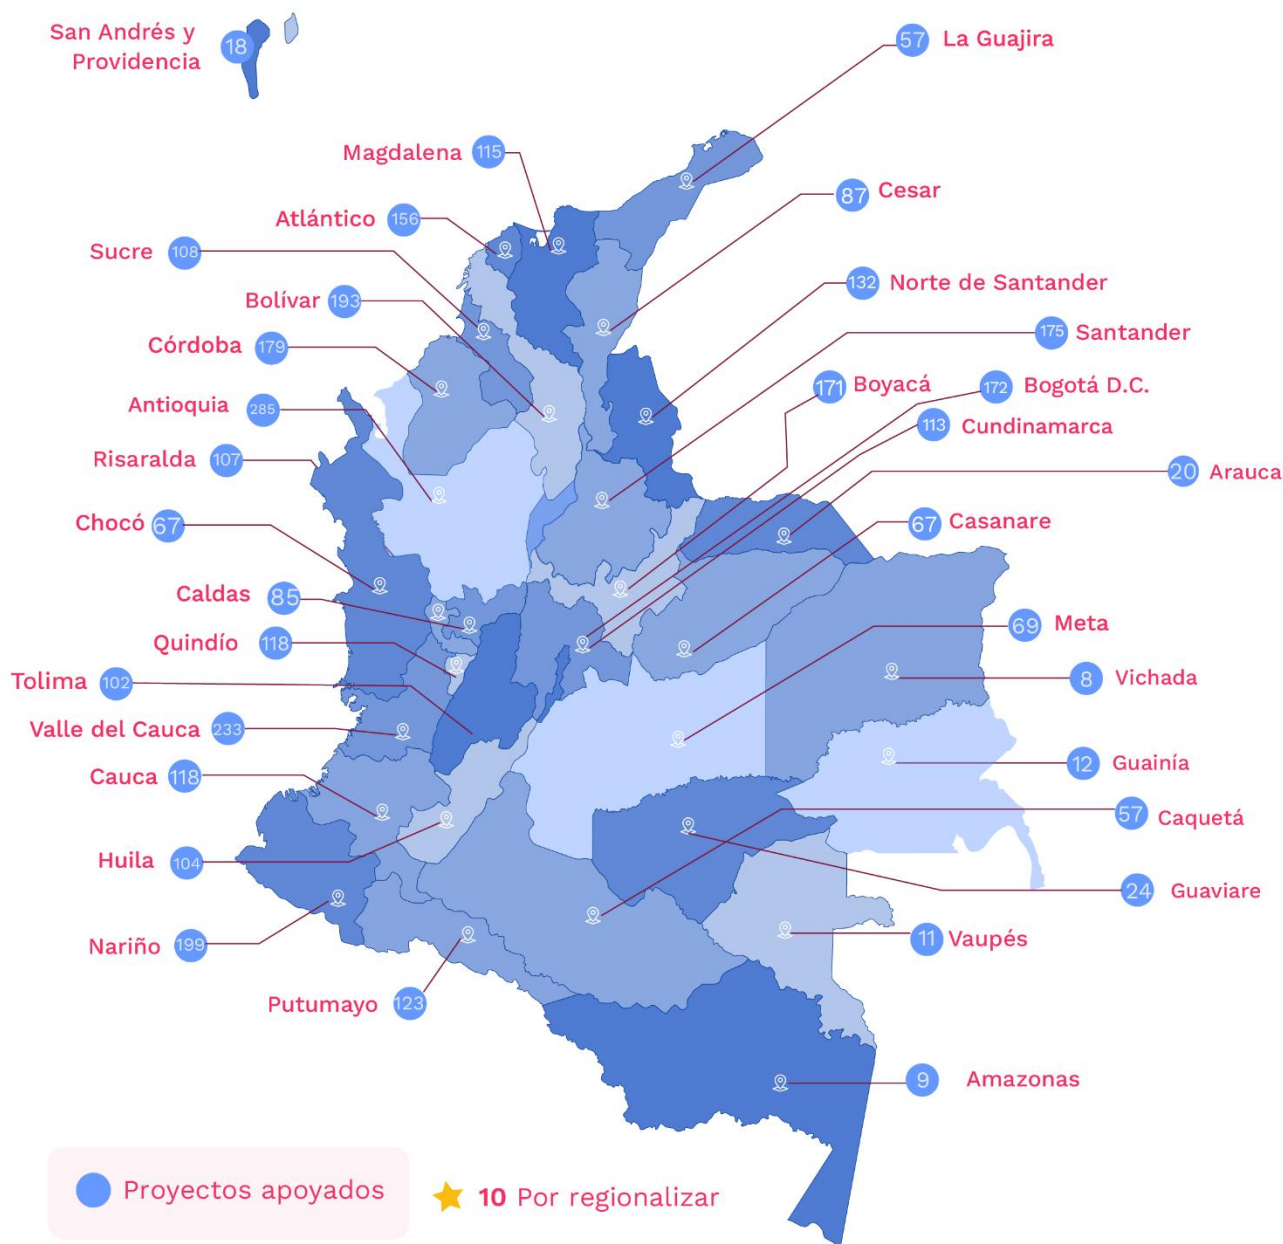 San Andrés y
Providencia
18
57
La Guajira
Magdalena
115
87
Cesar
Atlántico
156
Sucre
108
132
Norte de Santander
Bolívar
193
175
Santander
Córdoba
179
171
Boyacá
172
Bogotá D.C.
Antioquia
285
113
Cundinamarca
Risaralda
107
20
Arauca
Chocó
67
67
Casanare
Caldas
85
69
Meta
Quindío
118
Tolima
102
8
Vichada
Valle del Cauca
233
12
Guainía
Cauca
118
57
Caquetá
Huila
104
24
Guaviare
Nariño
199
11
Vaupés
Putumayo
123
9
Amazonas
Proyectos apoyados
10 Por regionalizar